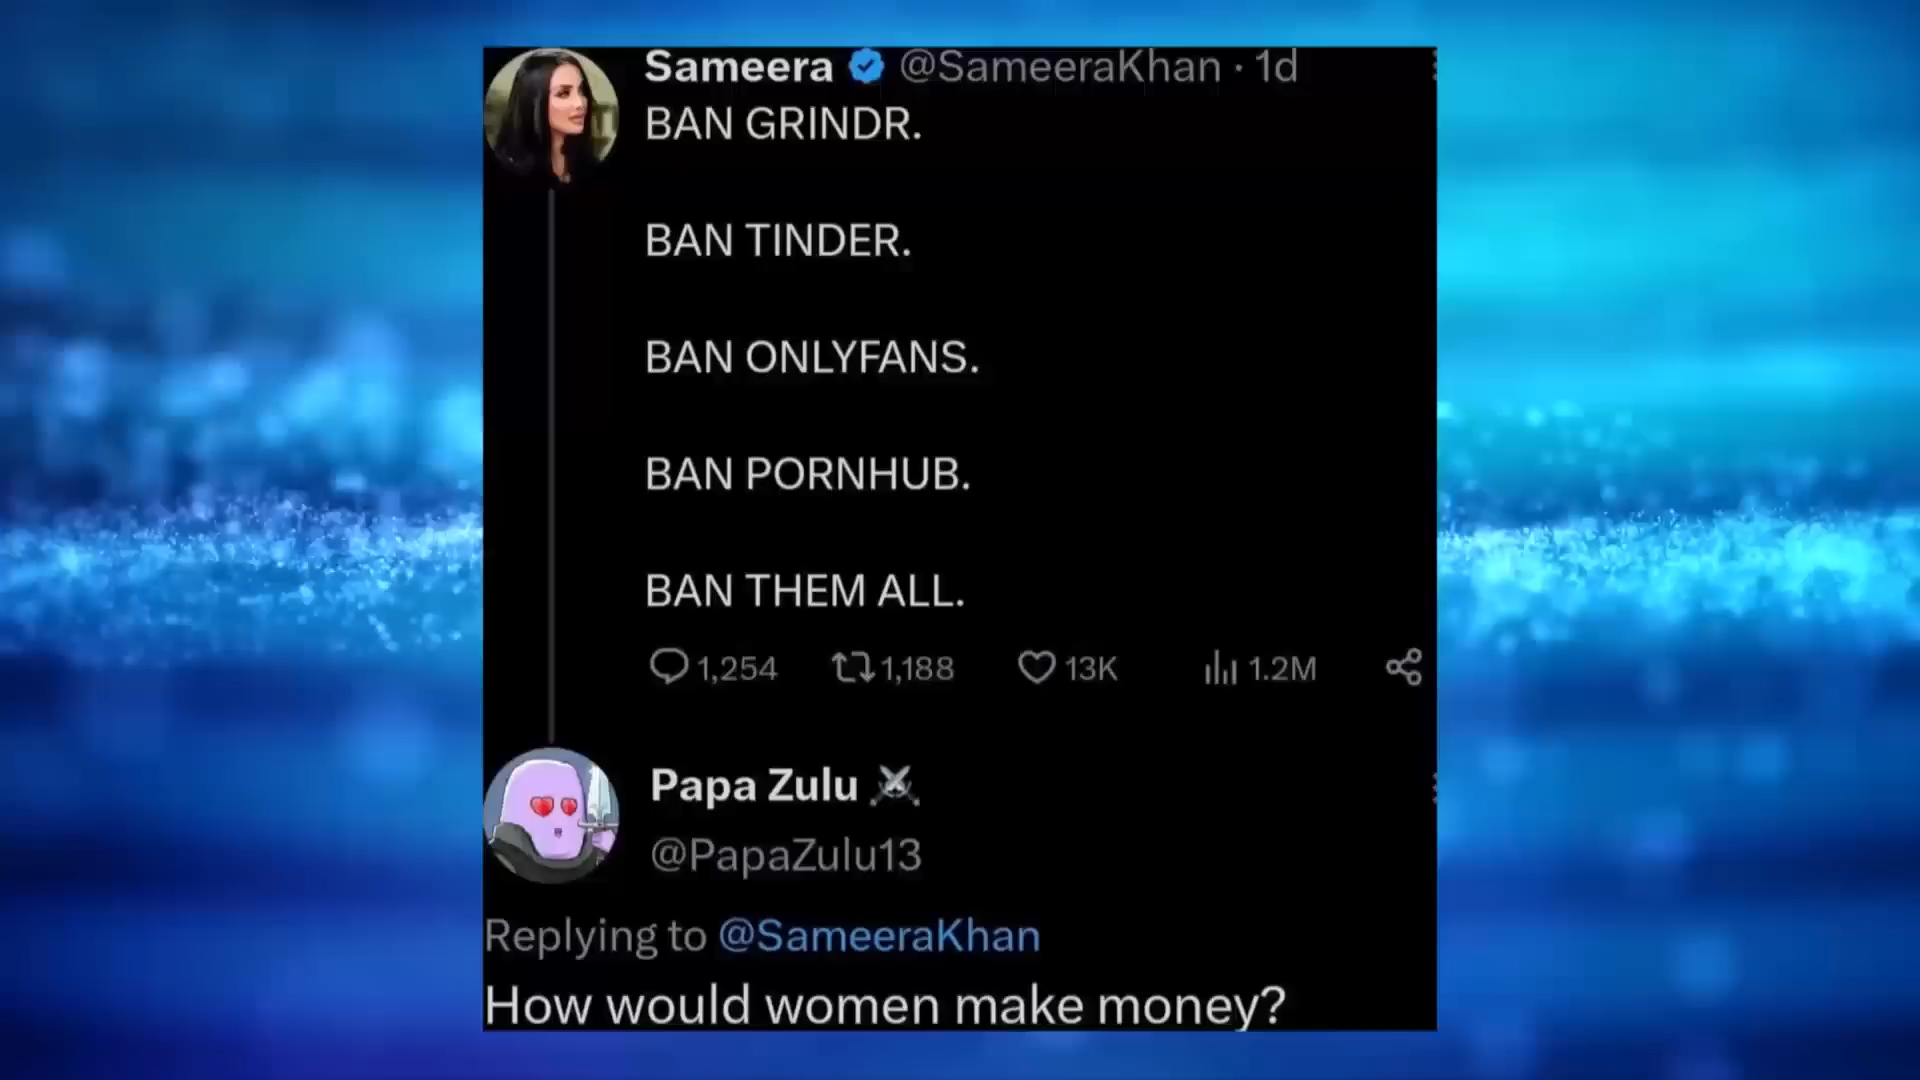 Sameera @SameeraKhan · 1d
BAN GRINDR.
BAN TINDER.
BAN ONLYFANS.
BAN PORNHUB.
BAN THEM ALL.
1,254 1,188 13K 1.2M
Papa Zulu ⚔
@PapaZulu13
Replying to @SameeraKhan
How would women make money?